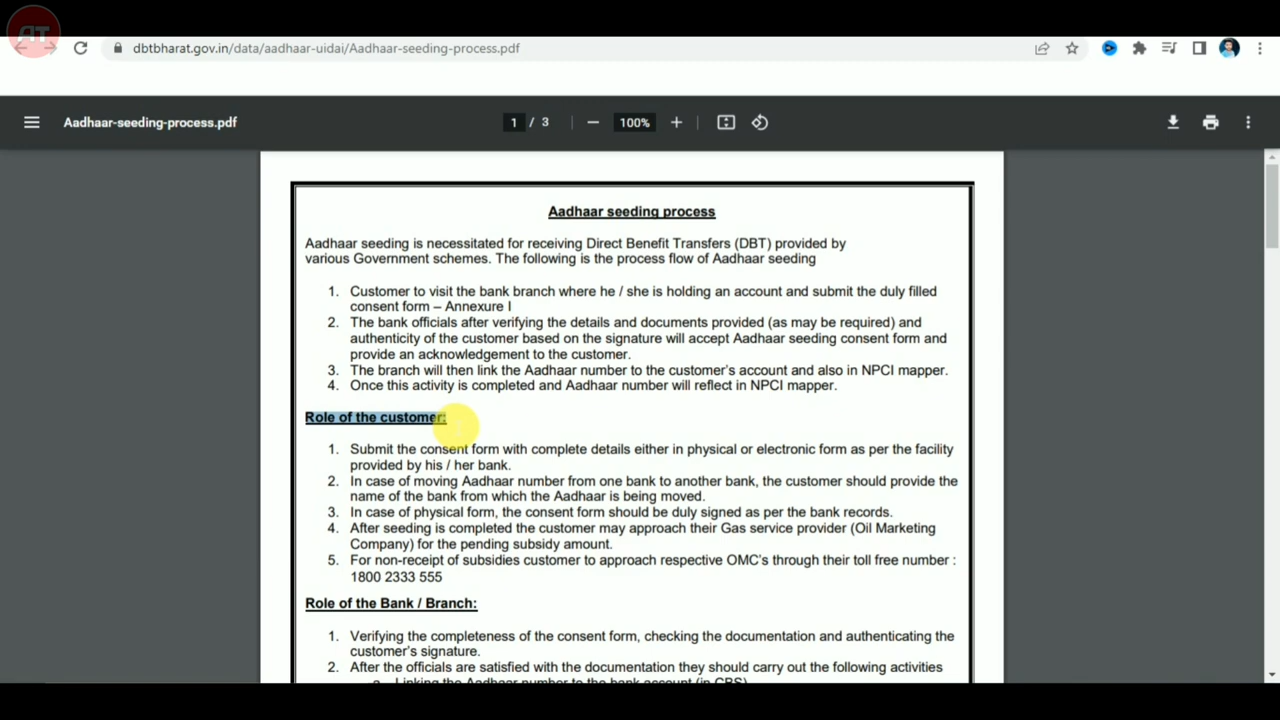 AT
dbtbharat.gov.in/data/aadhaar-uidai/Aadhaar-seeding-process.pdf
Aadhaar-seeding-process.pdf
1 / 3
100%
Aadhaar seeding process
Aadhaar seeding is necessitated for receiving Direct Benefit Transfers (DBT) provided by
various Government schemes. The following is the process flow of Aadhaar seeding
1. Customer to visit the bank branch where he / she is holding an account and submit the duly filled
consent form – Annexure I
2. The bank officials after verifying the details and documents provided (as may be required) and
authenticity of the customer based on the signature will accept Aadhaar seeding consent form and
provide an acknowledgement to the customer.
3. The branch will then link the Aadhaar number to the customer's account and also in NPCI mapper.
4. Once this activity is completed and Aadhaar number will reflect in NPCI mapper.
Role of the customer:
1. Submit the consent form with complete details either in physical or electronic form as per the facility
provided by his / her bank.
2. In case of moving Aadhaar number from one bank to another bank, the customer should provide the
name of the bank from which the Aadhaar is being moved.
3. In case of physical form, the consent form should be duly signed as per the bank records.
4. After seeding is completed the customer may approach their Gas service provider (Oil Marketing
Company) for the pending subsidy amount.
5. For non-receipt of subsidies customer to approach respective OMC's through their toll free number :
1800 2333 555
Role of the Bank / Branch:
1. Verifying the completeness of the consent form, checking the documentation and authenticating the
customer's signature.
2. After the officials are satisfied with the documentation they should carry out the following activities
a. Linking the Aadhaar number to the bank account (in CBS)